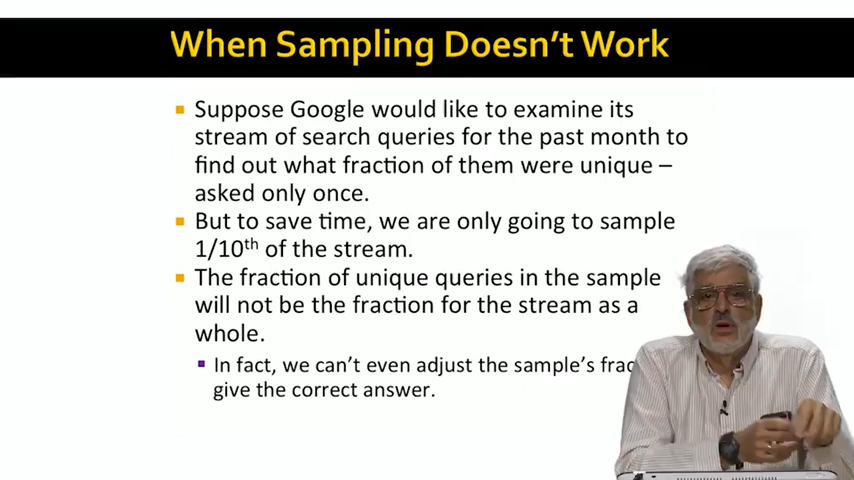 When Sampling Doesn't Work
Suppose Google would like to examine its
stream of search queries for the past month to
find out what fraction of them were unique –
asked only once.
But to save time, we are only going to sample
1/10th of the stream.
The fraction of unique queries in the sample
will not be the fraction for the stream as a
whole.
In fact, we can't even adjust the sample's
give the correct answer.